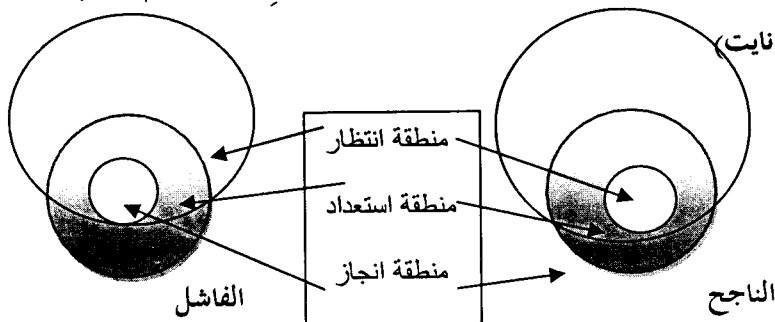 نايت)
منطقة انتظار
منطقة استعداد
منطقة انجاز
الناجح
الفاشل